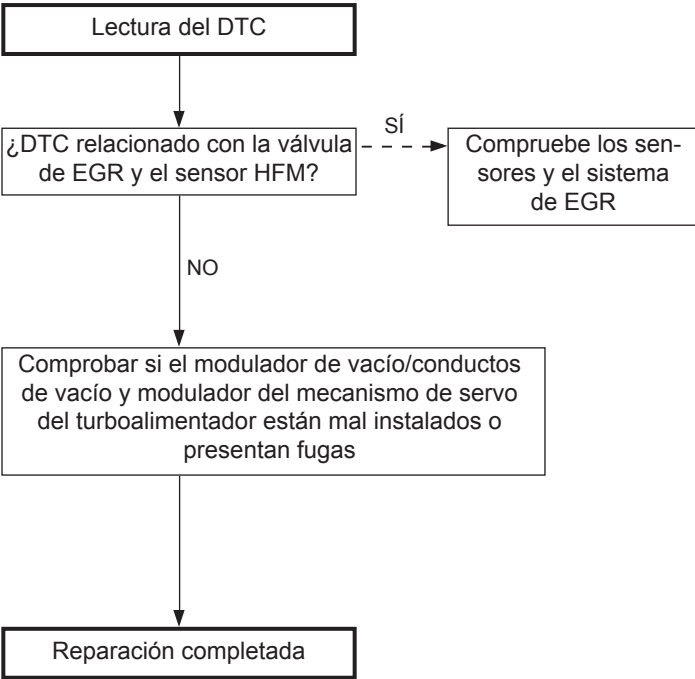 Lectura del DTC
¿DTC relacionado con la válvula
de EGR y el sensor HFM?
SÍ
Compruebe los sen-
sores y el sistema
de EGR
NO
Comprobar si el modulador de vacío/conductos
de vacío y modulador del mecanismo de servo
del turboalimentador están mal instalados o
presentan fugas
Reparación completada